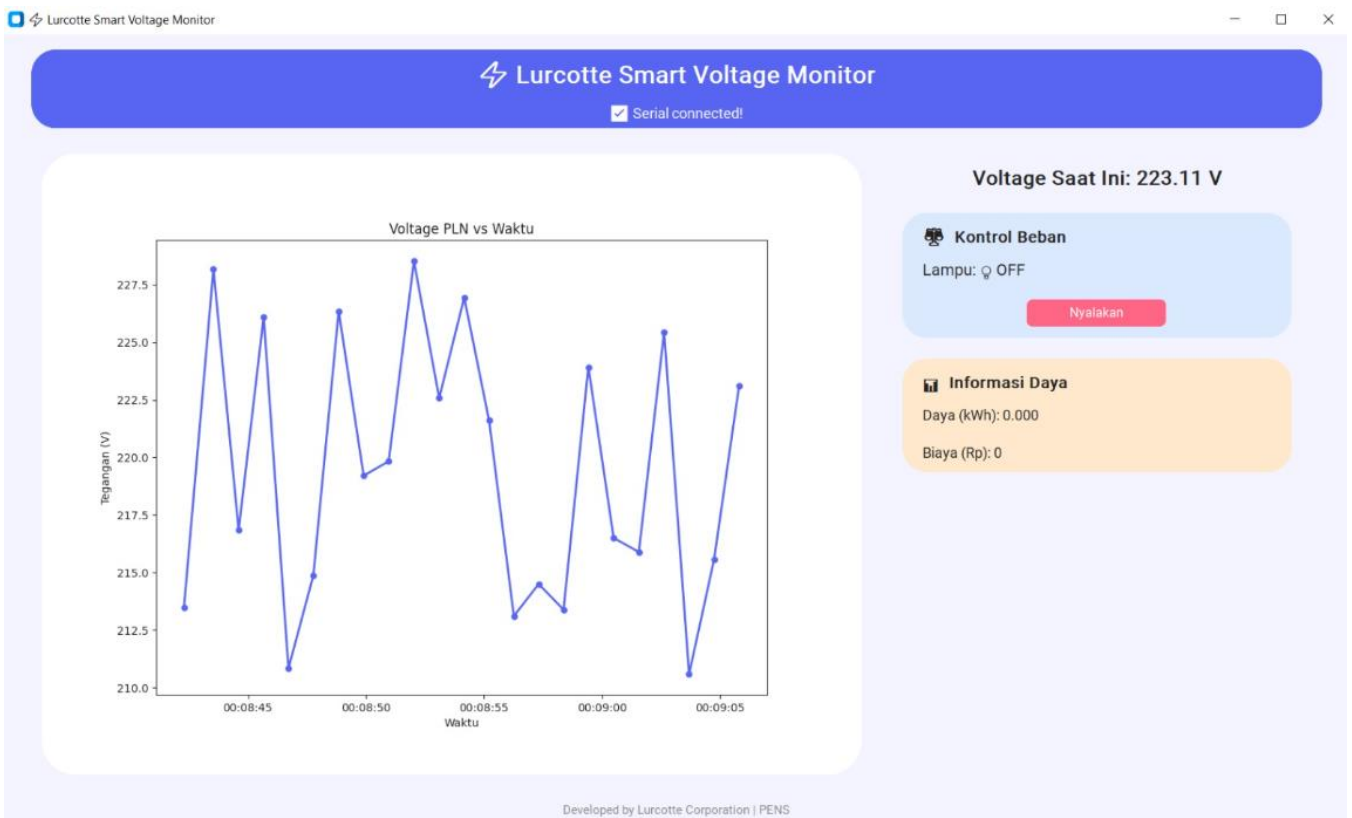 Lurcotte Smart Voltage Monitor
Lurcotte Smart Voltage Monitor
Serial connected!
Voltage PLN vs Waktu
Tegangan (V)
227.5
225.0
222.5
220.0
217.5
215.0
212.5
210.0
00:08:45 00:08:50 00:08:55 00:09:00 00:09:05
Waktu
Voltage Saat Ini: 223.11 V
Kontrol Beban
Lampu: OFF
Nyalakan
Informasi Daya
Daya (kWh): 0.000
Biaya (Rp): 0
Developed by Lurcotte Corporation | PENS